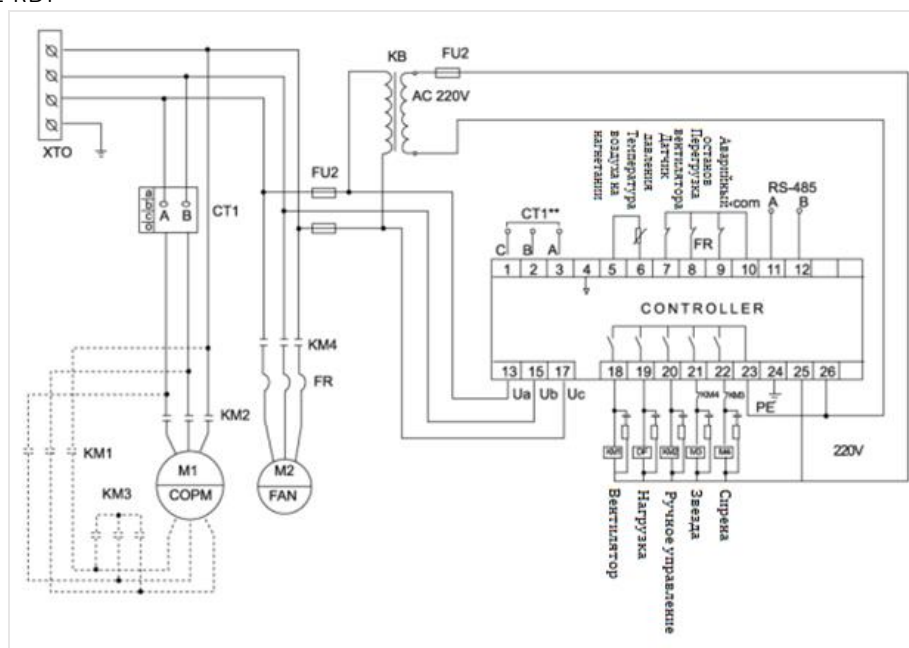 KB
FU2
AC 220V
XTO
a
b
c
o
A B
CT1
FU2
CT1**
C B A
Температура
воздуха на
нагнетании
Датчик
давления
Перегрузка
вентилятора
Аварийный
останов
com
RS-485
A B
FR
1 2 3 4 5 6 7 8 9 10 11 12
CONTROLLER
13 15 17 18 19 20 21 22 23 24 25 26
Ua Ub Uc
KM4
PE
220V
KM4
FR
KM2
KM1
KM3
M1
COPM
M2
FAN
DF
KM2
Вентилятор
Нагрузка
Ручное управление
Звезда
Сирена